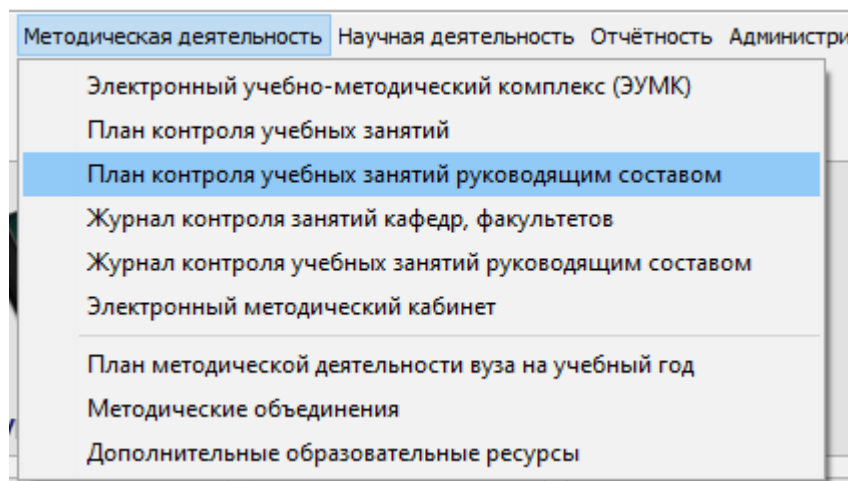 Методическая деятельность Научная деятельность Отчётность Администри
Электронный учебно-методический комплекс (ЭУМК)
План контроля учебных занятий
План контроля учебных занятий руководящим составом
Журнал контроля занятий кафедр, факультетов
Журнал контроля учебных занятий руководящим составом
Электронный методический кабинет
План методической деятельности вуза на учебный год
Методические объединения
Дополнительные образовательные ресурсы